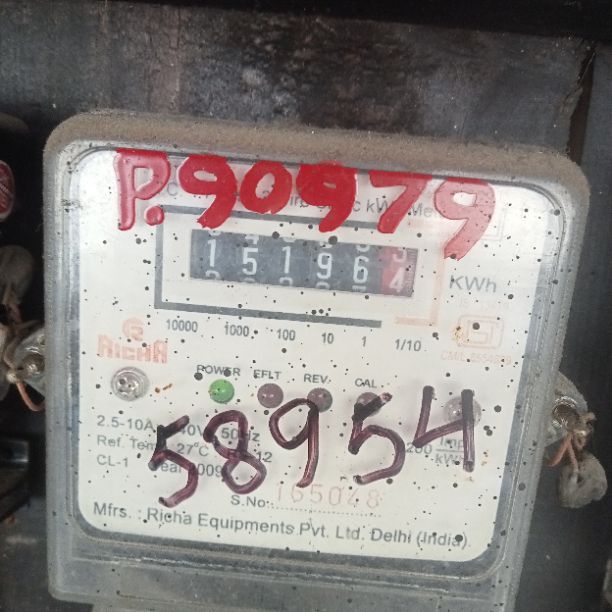 P.90979
151964
KWh
10000 1000 100 10 1 1/10
RICHA
POWER EFLT REV. CAL
58954
2.5-10A
Ref. Temp 27°C
CL-1
S.No. 165048
Mfrs. : Richa Equipments Pvt. Ltd. Delhi (India)